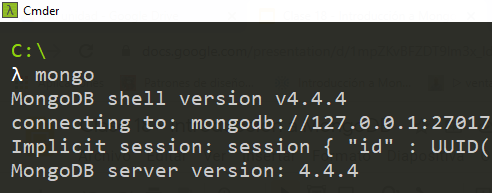 λ Cmder
C:\
λ mongo
MongoDB shell version v4.4.4
connecting to: mongodb://127.0.0.1:27017
Implicit session: session { "id" : UUID(
MongoDB server version: 4.4.4